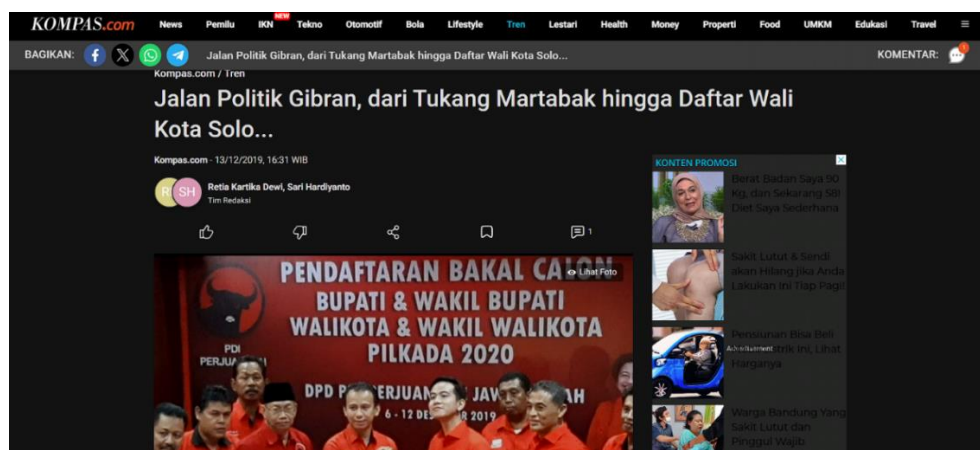 KOMPAS.com News Pemilu IKN NEW Tekno Otomotif Bola Lifestyle Tren Lestari Health Money Properti Food UMKM Edukasi Travel
BAGIKAN: Jalan Politik Gibran, dari Tukang Martabak hingga Daftar Wali Kota Solo... KOMENTAR:
Kompas.com / Tren
Jalan Politik Gibran, dari Tukang Martabak hingga Daftar Wali
Kota Solo...
Kompas.com - 13/12/2019, 16:31 WIB
SH
Retia Kartika Dewi, Sari Hardiyanto
Tim Redaksi
1
Lihat Foto
PENDAFTARAN BAKAL
BUPATI & WAKIL BUPATI
WALIKOTA & WAKIL WALIKOTA
PILKADA 2020
PDI
DPD
KONTEN PROMOSI
Berat Badan Saya 90
Kg, dan Sekarang 58!
Diet Saya Sederhana
Sakit Lutut & Sendi
akan Hilang jika Anda
Lakukan Ini Tiap Pagi!
Pensiunan Bisa Beli
Ini, Lihat
Harganya
Advertisement
Warga Bandung Yang
Sakit Lutut dan
Pinggul Wajib